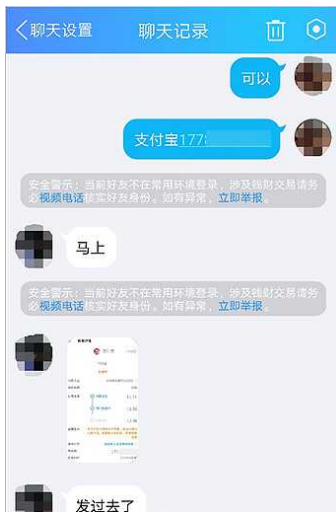 聊天设置
聊天记录
可以
支付宝177
安全警示：当前好友不在常用环境登录，涉及钱财交易请务
必视频电话核实好友身份。如有异常，立即举报。
马上
安全警示：当前好友不在常用环境登录，涉及钱财交易请务
必视频电话核实好友身份。如有异常，立即举报。
发过去了